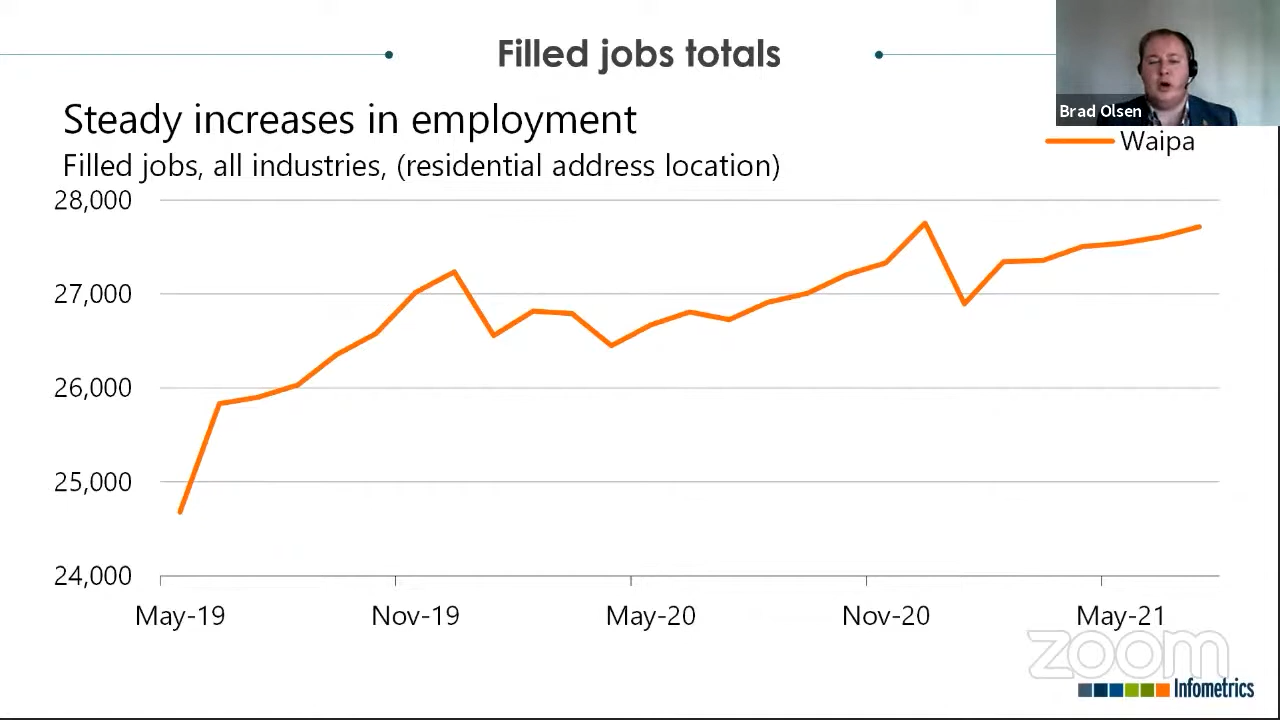 Filled jobs totals
Brad Olsen
Steady increases in employment
Waipa
Filled jobs, all industries, (residential address location)
28,000
27,000
26,000
25,000
24,000
May-19
Nov-19
May-20
Nov-20
May-21
zoom
Infometrics